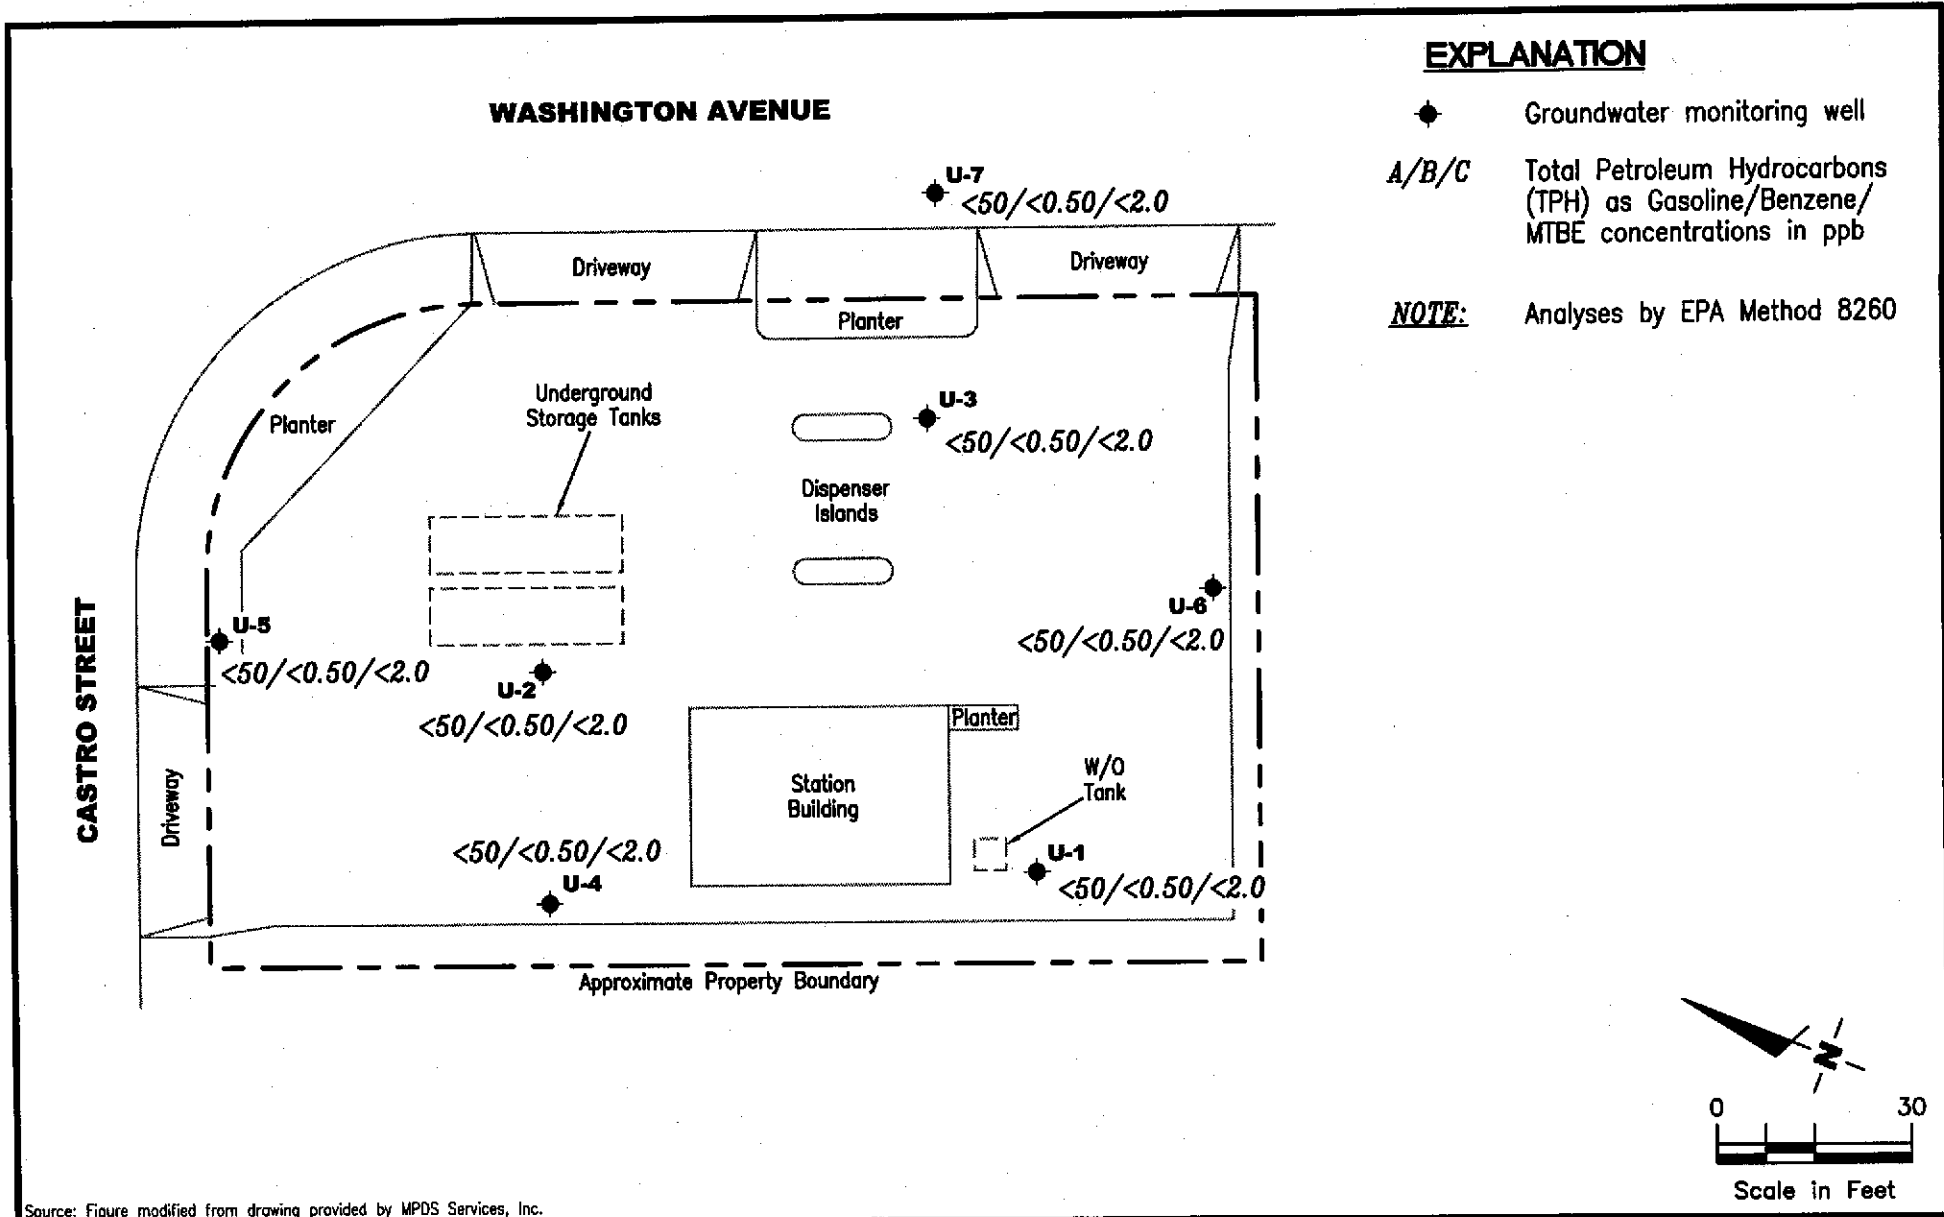 EXPLANATION
Groundwater monitoring well
A/B/C Total Petroleum Hydrocarbons
(TPH) as Gasoline/Benzene/
MTBE concentrations in ppb
NOTE: Analyses by EPA Method 8260
WASHINGTON AVENUE
U-7
<50/<0.50/<2.0
Driveway
Driveway
Planter
Planter
Underground
Storage Tanks
U-3
<50/<0.50/<2.0
Dispenser
Islands
U-6
<50/<0.50/<2.0
U-5
<50/<0.50/<2.0
U-2
<50/<0.50/<2.0
CASTRO STREET
Driveway
Planter
Station
Building
W/O
Tank
<50/<0.50/<2.0
U-4
U-1
<50/<0.50/<2.0
Approximate Property Boundary
N
0 30
Scale in Feet
Source: Figure modified from drawing provided by MPDS Services, Inc.